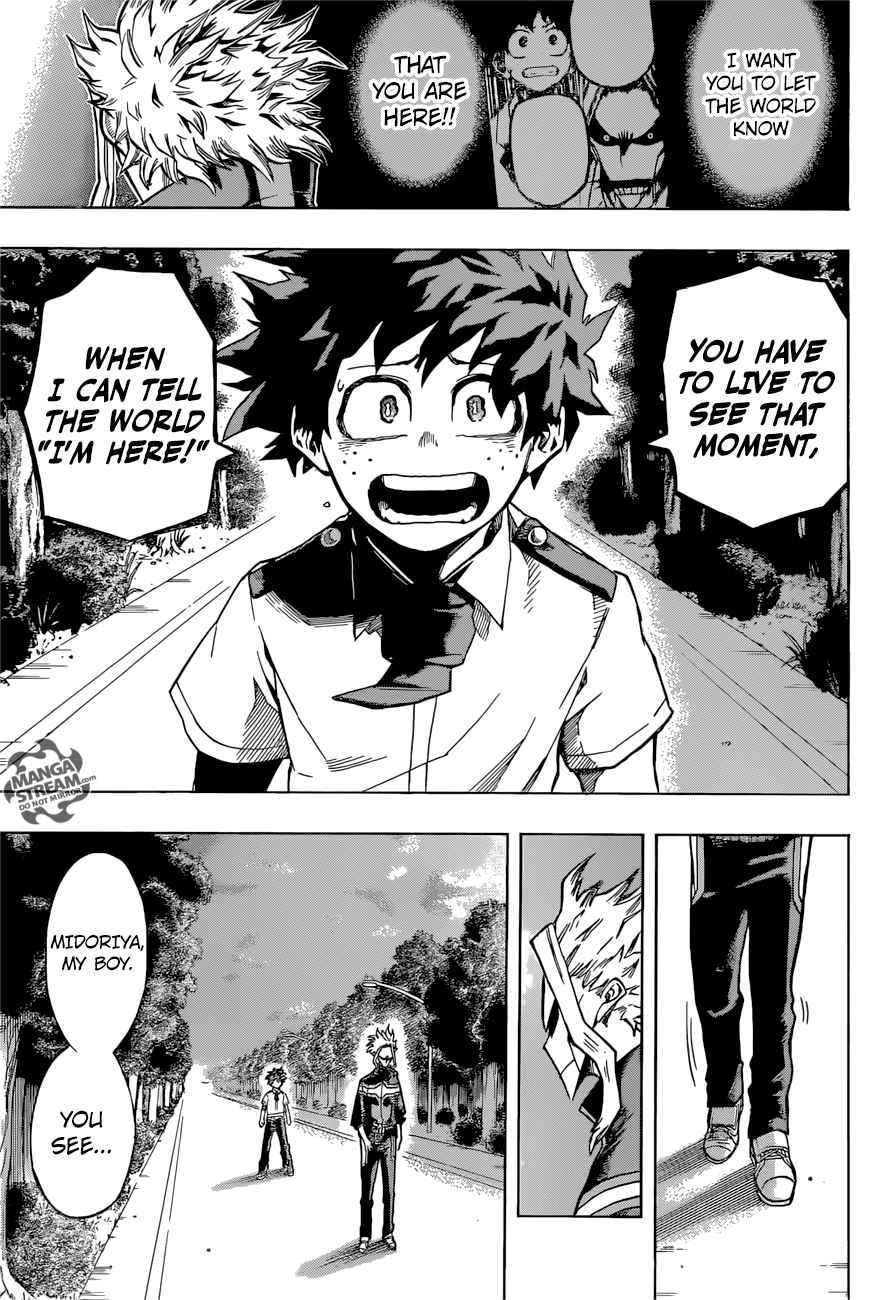 I WANT
YOU TO LET
THE WORLD
KNOW
THAT
YOU ARE
HERE!!
YOU HAVE
TO LIVE TO
SEE THAT
MOMENT,
WHEN
I CAN TELL
THE WORLD
"I'M HERE!"
MANGA
STREAM.com
DO NOT MIRROR
MIDORIYA,
MY BOY.
YOU
SEE...